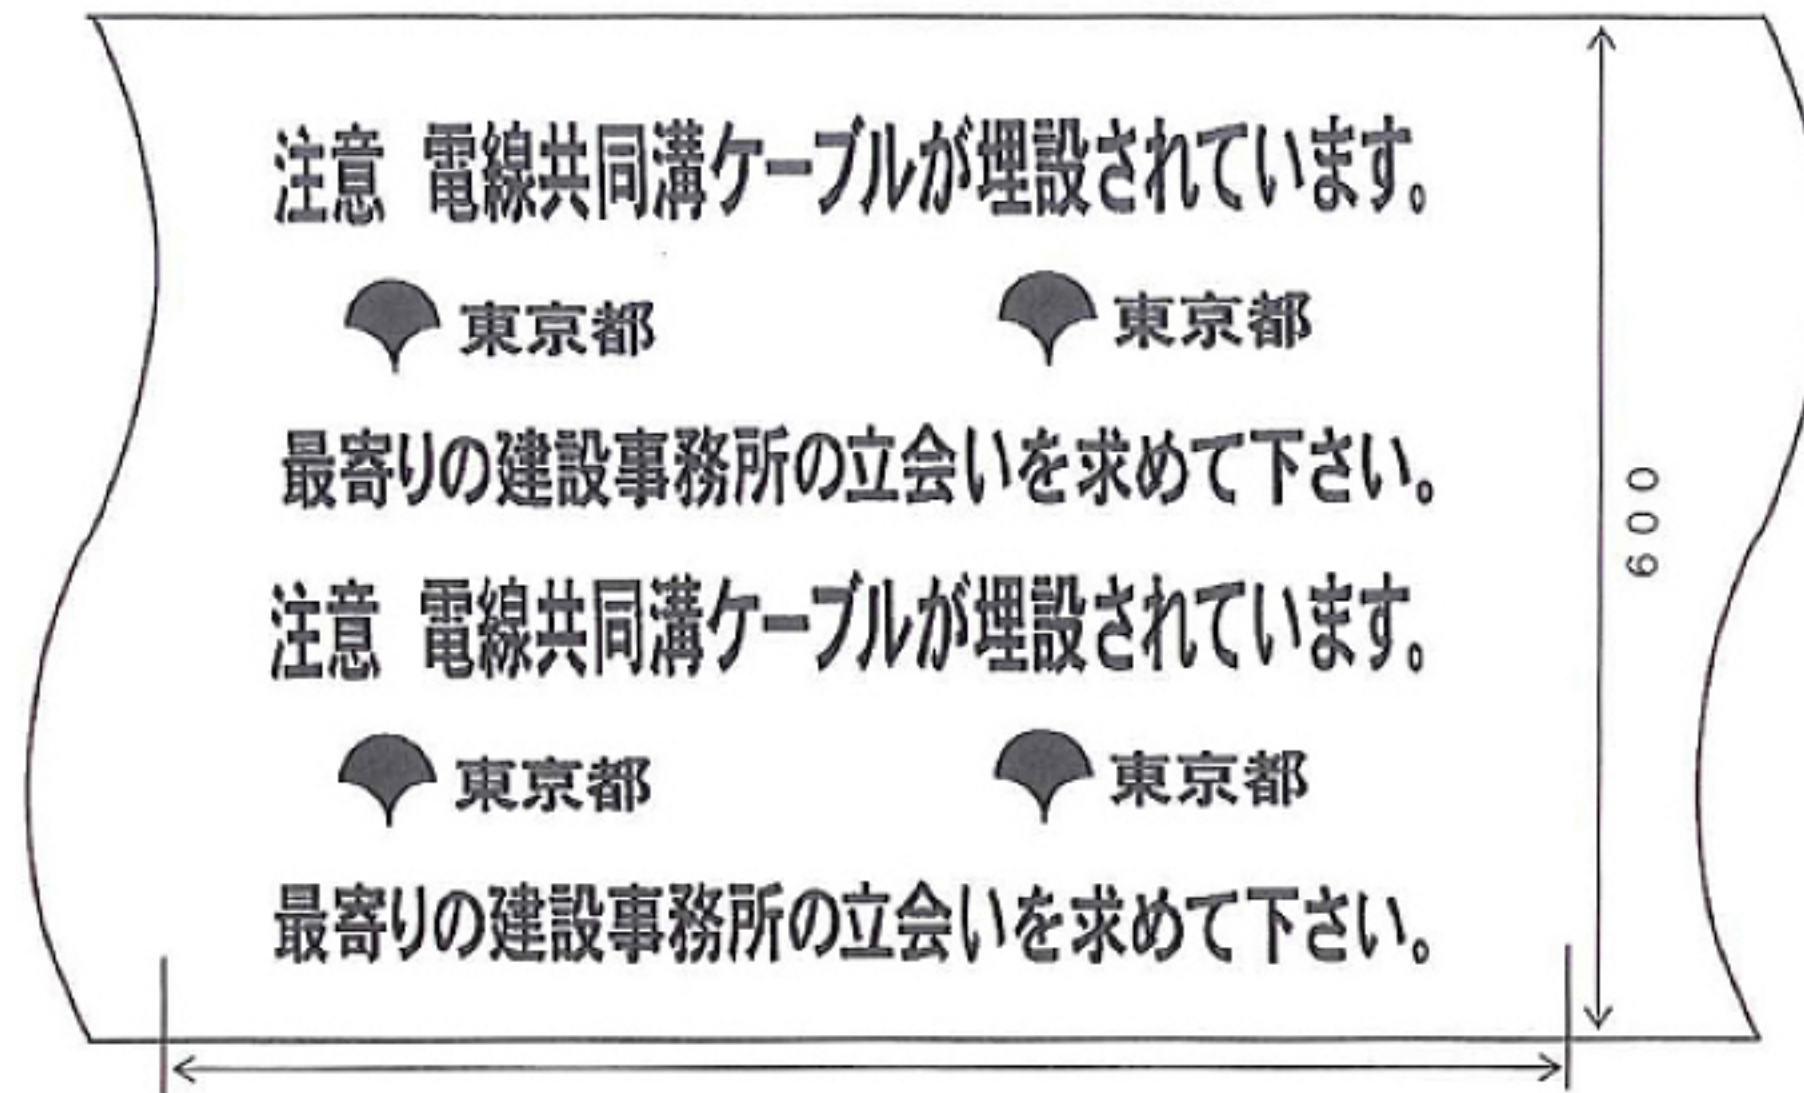 注意 電線共同溝ケーブルが埋設されています。
東京都 東京都
最寄りの建設事務所の立会いを求めて下さい。
注意 電線共同溝ケーブルが埋設されています。
東京都 東京都
最寄りの建設事務所の立会いを求めて下さい。
600